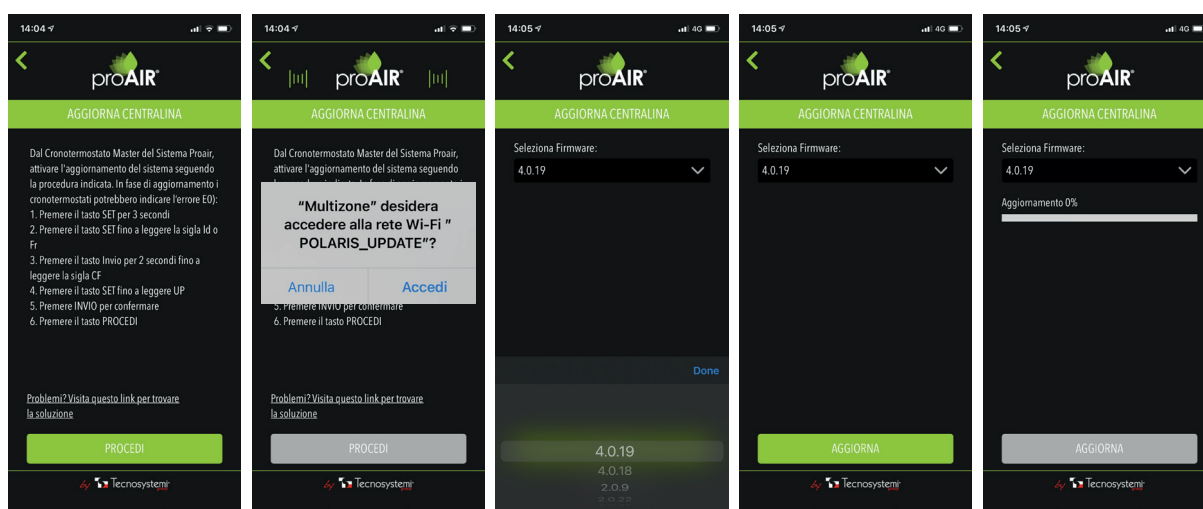 14:04
proAIR®
AGGIORNA CENTRALINA
Dal Cronotermostato Master del Sistema Proair,
attivare l'aggiornamento del sistema seguendo
la procedura indicata. In fase di aggiornamento i
cronotermostati potrebbero indicare l'errore E0):
1. Premere il tasto SET per 3 secondi
2. Premere il tasto SET fino a leggere la sigla Id o
Fr
3. Premere il tasto Invio per 2 secondi fino a
leggere la sigla CF
4. Premere il tasto SET fino a leggere UP
5. Premere INVIO per confermare
6. Premere il tasto PROCEDI
Problemi? Visita questo link per trovare
la soluzione
PROCEDI
by Tecnosystemi
14:04
proAIR®
AGGIORNA CENTRALINA
Dal Cronotermostato Master del Sistema Proair,
attivare l'aggiornamento del sistema seguendo
"Multizone" desidera
accedere alla rete Wi-Fi "
POLARIS_UPDATE"?
Annulla Accedi
5. Premere INVIO per confermare
6. Premere il tasto PROCEDI
Problemi? Visita questo link per trovare
la soluzione
PROCEDI
by Tecnosystemi
14:05 4G
proAIR®
AGGIORNA CENTRALINA
Seleziona Firmware:
4.0.19
Done
4.0.19
4.0.18
2.0.9
2.0.22
14:05 4G
proAIR®
AGGIORNA CENTRALINA
Seleziona Firmware:
4.0.19
AGGIORNA
by Tecnosystemi
14:05 4G
proAIR®
AGGIORNA CENTRALINA
Seleziona Firmware:
4.0.19
Aggiornamento 0%
AGGIORNA
by Tecnosystemi